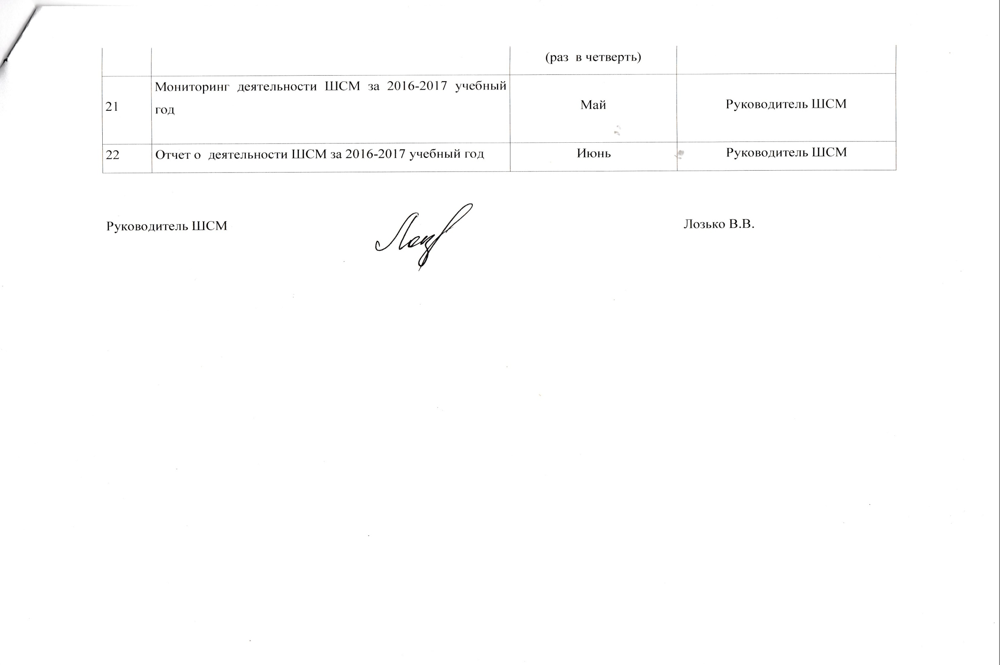 (раз в четверть)
Мониторинг деятельности ШСМ за 2016-2017 учебный
21 год Май Руководитель ШСМ
22 Отчет о деятельности ШСМ за 2016-2017 учебный год Июнь Руководитель ШСМ
Руководитель ШСМ Лозько В.В.